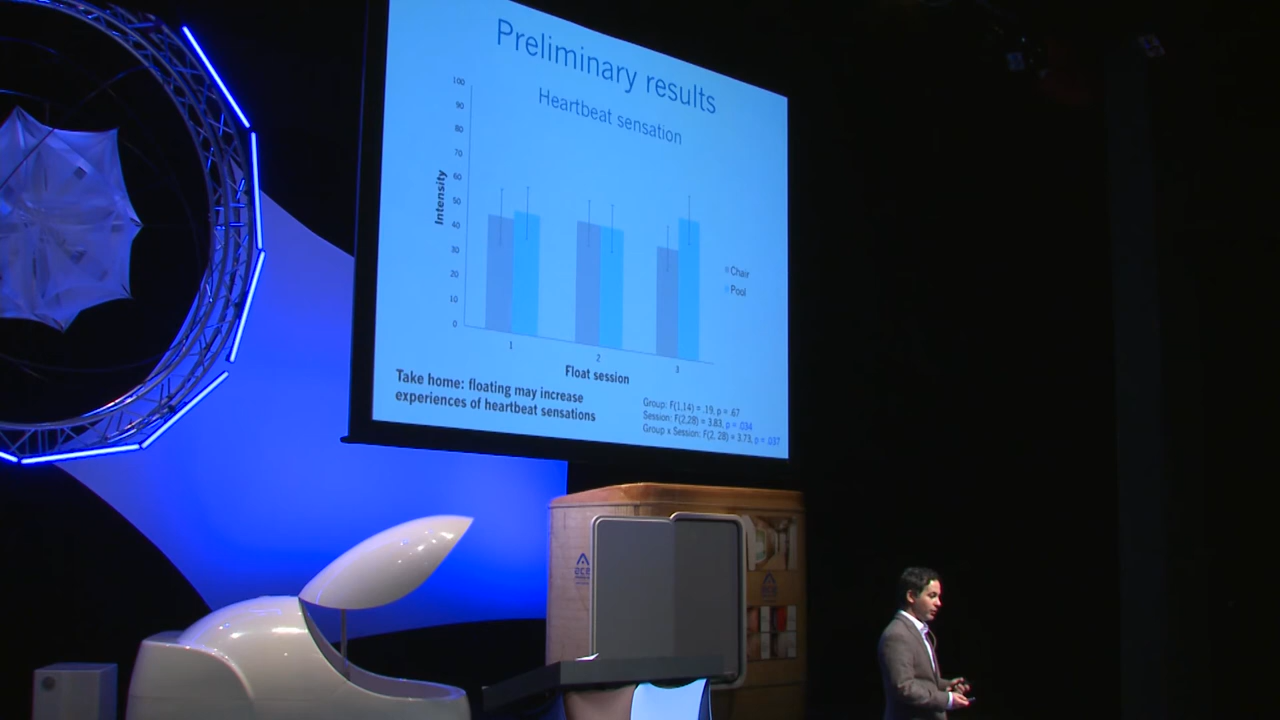 Preliminary results
Heartbeat sensation
100
90
80
70
60
50
40
30
20
10
0
Intensity
1
2
3
Float session
Chair
Pool
Take home: floating may increase
experiences of heartbeat sensations
Group: F(1,14) = .19, p = .67
Session: F(2,28) = 3.83, p = .034
Group x Session: F(2, 28) = 3.73, p = .037